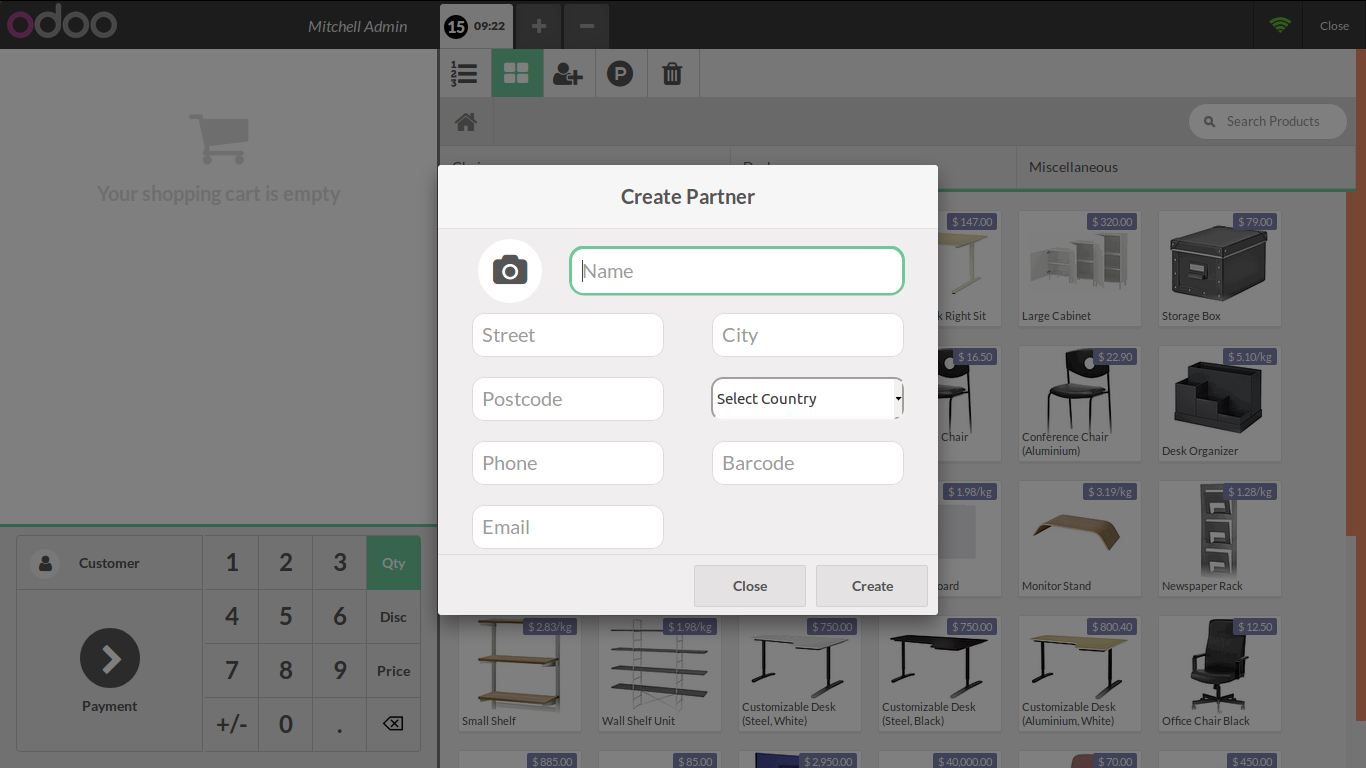 odoo
Mitchell Admin
15 09:22
Close
1
2
3
P
Search Products
Your shopping cart is empty
Miscellaneous
Create Partner
Name
Street
City
Postcode
Select Country
Phone
Barcode
Email
Close
Create
$ 147.00
$ 320.00
$ 79.00
Right Sit
Large Cabinet
Storage Box
$ 16.50
$ 22.90
$ 5.10/kg
Chair
Conference Chair
(Aluminium)
Desk Organizer
$ 1.98/kg
$ 3.19/kg
$ 1.28/kg
oard
Monitor Stand
Newspaper Rack
Customer
1 2 3 Qty
4 5 6 Disc
7 8 9 Price
+/- 0 .
Payment
$ 2.83/kg
$ 1.98/kg
$ 750.00
$ 750.00
$ 800.40
$ 12.50
Small Shelf
Wall Shelf Unit
Customizable Desk
(Steel, White)
Customizable Desk
(Steel, Black)
Customizable Desk
(Aluminium, White)
Office Chair Black
$ 885.00
$ 85.00
$ 2,950.00
$ 40,000.00
$ 70.00
$ 450.00